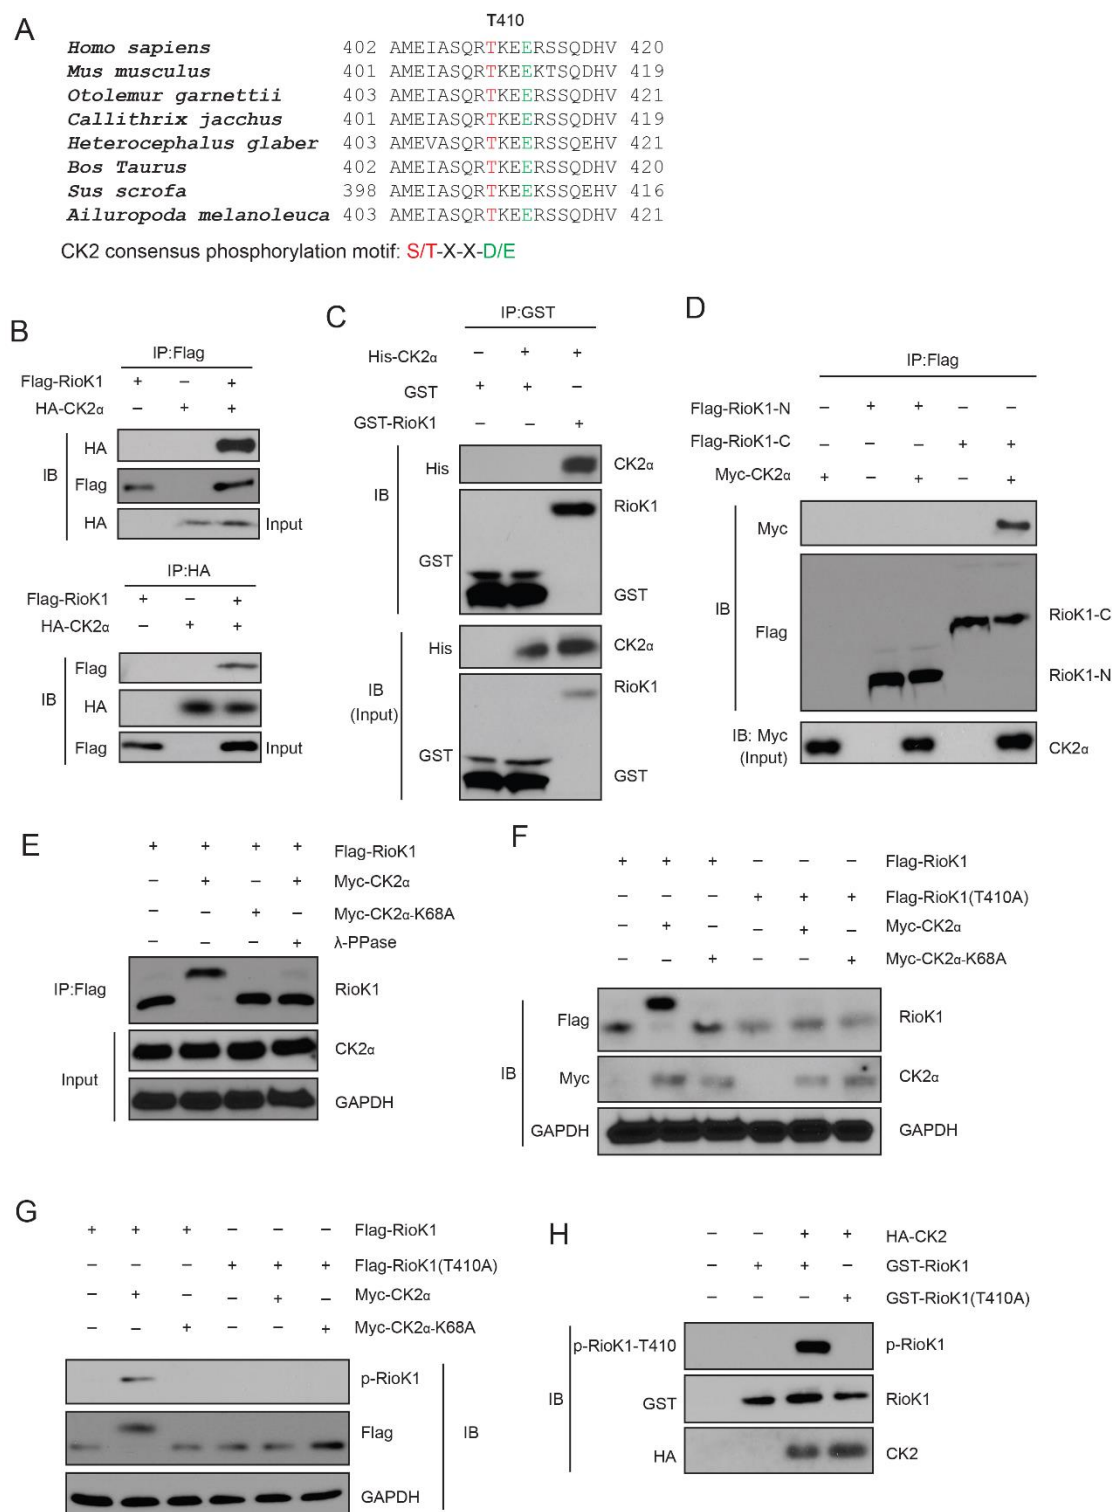 A
T410
Homo sapiens 402 AMEIASQRTKEERSSQDHV 420
Mus musculus 401 AMEIASQRTKEEKTSQDHV 419
Otolemur garnettii 403 AMEIASQRTKEERSSQDHV 421
Callithrix jacchus 401 AMEIASQRTKEERSSQDHV 419
Heterocephalus glaber 403 AMEVASQRTKEERSSQEHV 421
Bos Taurus 402 AMEIASQRTKEERSSQDHV 420
Sus scrofa 398 AMEIASQRTKEEKSSQEHV 416
Ailuropoda melanoleuca 403 AMEIASQRTKEERSSQDHV 421
CK2 consensus phosphorylation motif: S/T-X-X-D/E
B
IP:Flag
Flag-RioK1 + – +
HA-CK2α – + +
IB
HA
Flag
HA Input
IP:HA
Flag-RioK1 + – +
HA-CK2α – + +
IB
Flag
HA
Flag Input
C
IP:GST
His-CK2α – + +
GST + + –
GST-RioK1 – – +
IB
His CK2α
RioK1
GST
GST
IB
(Input)
His CK2α
RioK1
GST
GST
D
IP:Flag
Flag-RioK1-N – + + – –
Flag-RioK1-C – – – + +
Myc-CK2α + – + – +
IB
Myc
Flag
RioK1-C
RioK1-N
IB: Myc
(Input)
CK2α
E
+ + + + Flag-RioK1
– + – + Myc-CK2α
– – + – Myc-CK2α-K68A
– – – + λ-PPase
IP:Flag RioK1
Input
CK2α
GAPDH
F
+ + + – – – Flag-RioK1
– – – + + + Flag-RioK1(T410A)
– + – – + – Myc-CK2α
– – + – – + Myc-CK2α-K68A
IB
Flag RioK1
Myc CK2α
GAPDH GAPDH
G
+ + + – – – Flag-RioK1
– – – + + + Flag-RioK1(T410A)
– + – – + – Myc-CK2α
– – + – – + Myc-CK2α-K68A
p-RioK1
Flag
GAPDH
IB
H
– – + + HA-CK2
– + + – GST-RioK1
– – – + GST-RioK1(T410A)
IB
p-RioK1-T410 p-RioK1
GST RioK1
HA CK2